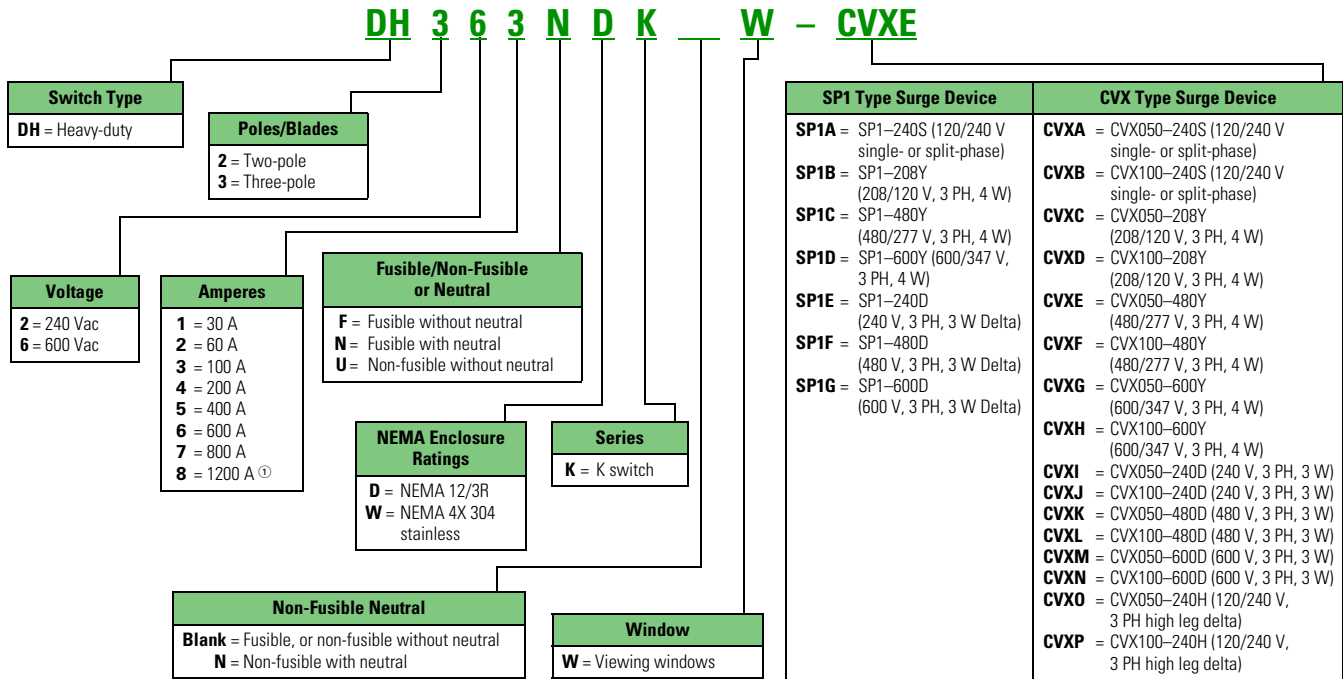 DH 3 6 3 N D K __ W – CVXE
Switch Type
DH = Heavy-duty
Poles/Blades
2 = Two-pole
3 = Three-pole
Voltage
2 = 240 Vac
6 = 600 Vac
Amperes
1 = 30 A
2 = 60 A
3 = 100 A
4 = 200 A
5 = 400 A
6 = 600 A
7 = 800 A
8 = 1200 A ①
Fusible/Non-Fusible
or Neutral
F = Fusible without neutral
N = Fusible with neutral
U = Non-fusible without neutral
NEMA Enclosure
Ratings
D = NEMA 12/3R
W = NEMA 4X 304
stainless
Series
K = K switch
Non-Fusible Neutral
Blank = Fusible, or non-fusible without neutral
N = Non-fusible with neutral
Window
W = Viewing windows
SP1 Type Surge Device
SP1A = SP1–240S (120/240 V
single- or split-phase)
SP1B = SP1–208Y
(208/120 V, 3 PH, 4 W)
SP1C = SP1–480Y
(480/277 V, 3 PH, 4 W)
SP1D = SP1–600Y (600/347 V,
3 PH, 4 W)
SP1E = SP1–240D
(240 V, 3 PH, 3 W Delta)
SP1F = SP1–480D
(480 V, 3 PH, 3 W Delta)
SP1G = SP1–600D
(600 V, 3 PH, 3 W Delta)
CVX Type Surge Device
CVXA = CVX050–240S (120/240 V
single- or split-phase)
CVXB = CVX100–240S (120/240 V
single- or split-phase)
CVXC = CVX050–208Y
(208/120 V, 3 PH, 4 W)
CVXD = CVX100–208Y
(208/120 V, 3 PH, 4 W)
CVXE = CVX050–480Y
(480/277 V, 3 PH, 4 W)
CVXF = CVX100–480Y
(480/277 V, 3 PH, 4 W)
CVXG = CVX050–600Y
(600/347 V, 3 PH, 4 W)
CVXH = CVX100–600Y
(600/347 V, 3 PH, 4 W)
CVXI = CVX050–240D (240 V, 3 PH, 3 W)
CVXJ = CVX100–240D (240 V, 3 PH, 3 W)
CVXK = CVX050–480D (480 V, 3 PH, 3 W)
CVXL = CVX100–480D (480 V, 3 PH, 3 W)
CVXM = CVX050–600D (600 V, 3 PH, 3 W)
CVXN = CVX100–600D (600 V, 3 PH, 3 W)
CVXO = CVX050–240H (120/240 V,
3 PH high leg delta)
CVXP = CVX100–240H (120/240 V,
3 PH high leg delta)